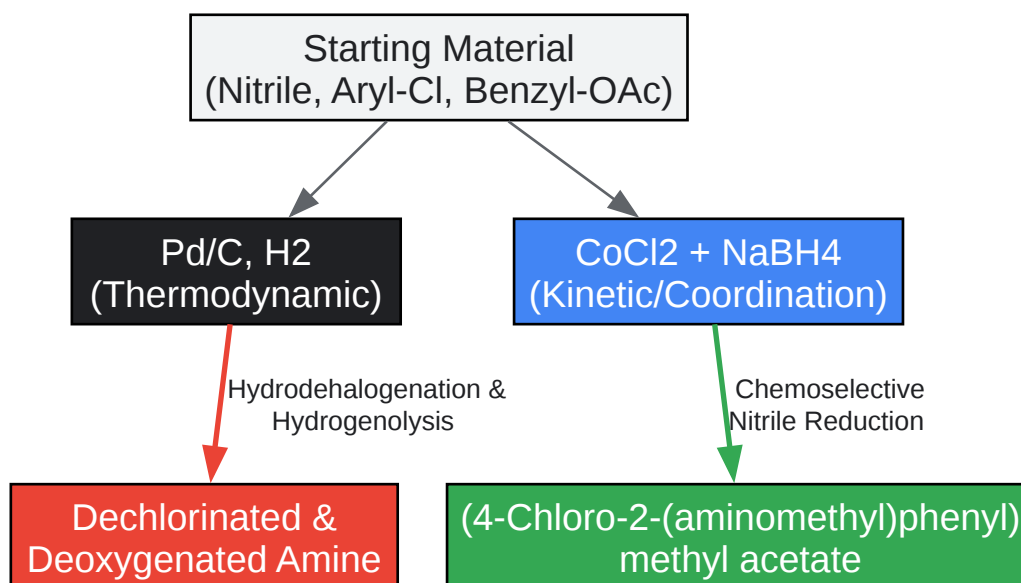 Starting Material
(Nitrile, Aryl-Cl, Benzyl-OAc)
Pd/C, H2
(Thermodynamic)
CoCl2 + NaBH4
(Kinetic/Coordination)
Hydrodehalogenation &
Hydrogenolysis
Chemoselective
Nitrile Reduction
Dechlorinated &
Deoxygenated Amine
(4-Chloro-2-(aminomethyl)phenyl)
methyl acetate